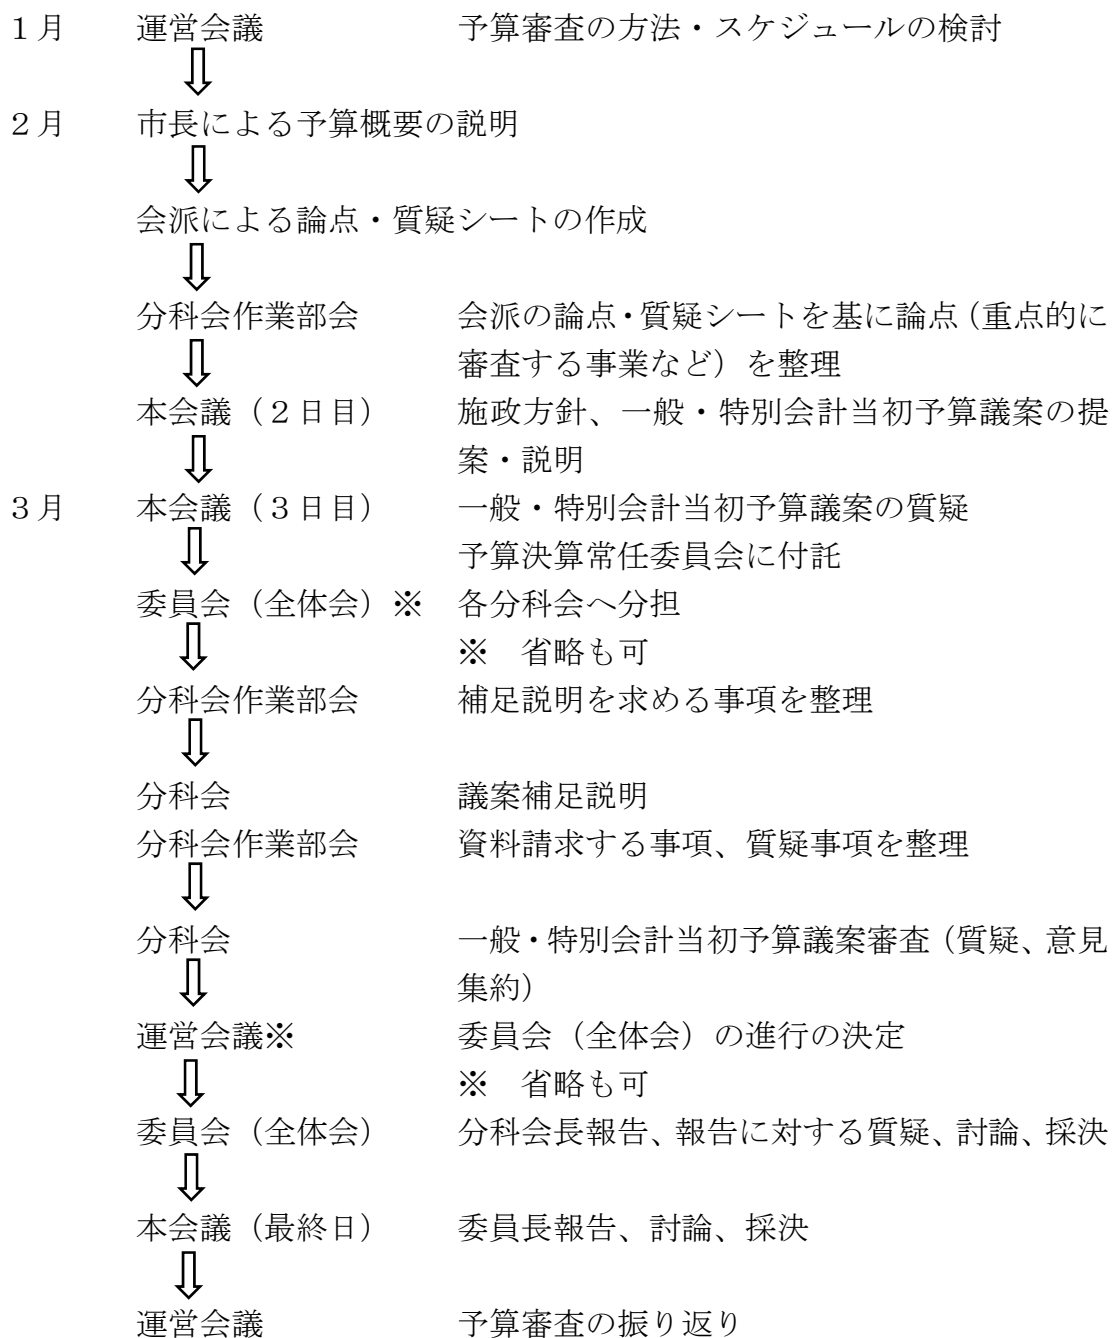 １月　運営会議　予算審査の方法・スケジュールの検討
２月　市長による予算概要の説明
会派による論点・質疑シートの作成
分科会作業部会　会派の論点・質疑シートを基に論点（重点的に
審査する事業など）を整理
本会議（２日目）　施政方針、一般・特別会計当初予算議案の提
案・説明
３月　本会議（３日目）　一般・特別会計当初予算議案の質疑
予算決算常任委員会に付託
委員会（全体会）※　各分科会へ分担
※　省略も可
分科会作業部会　補足説明を求める事項を整理
分科会　議案補足説明
分科会作業部会　資料請求する事項、質疑事項を整理
分科会　一般・特別会計当初予算議案審査（質疑、意見
集約）
運営会議※　委員会（全体会）の進行の決定
※　省略も可
委員会（全体会）　分科会長報告、報告に対する質疑、討論、採決
本会議（最終日）　委員長報告、討論、採決
運営会議　予算審査の振り返り